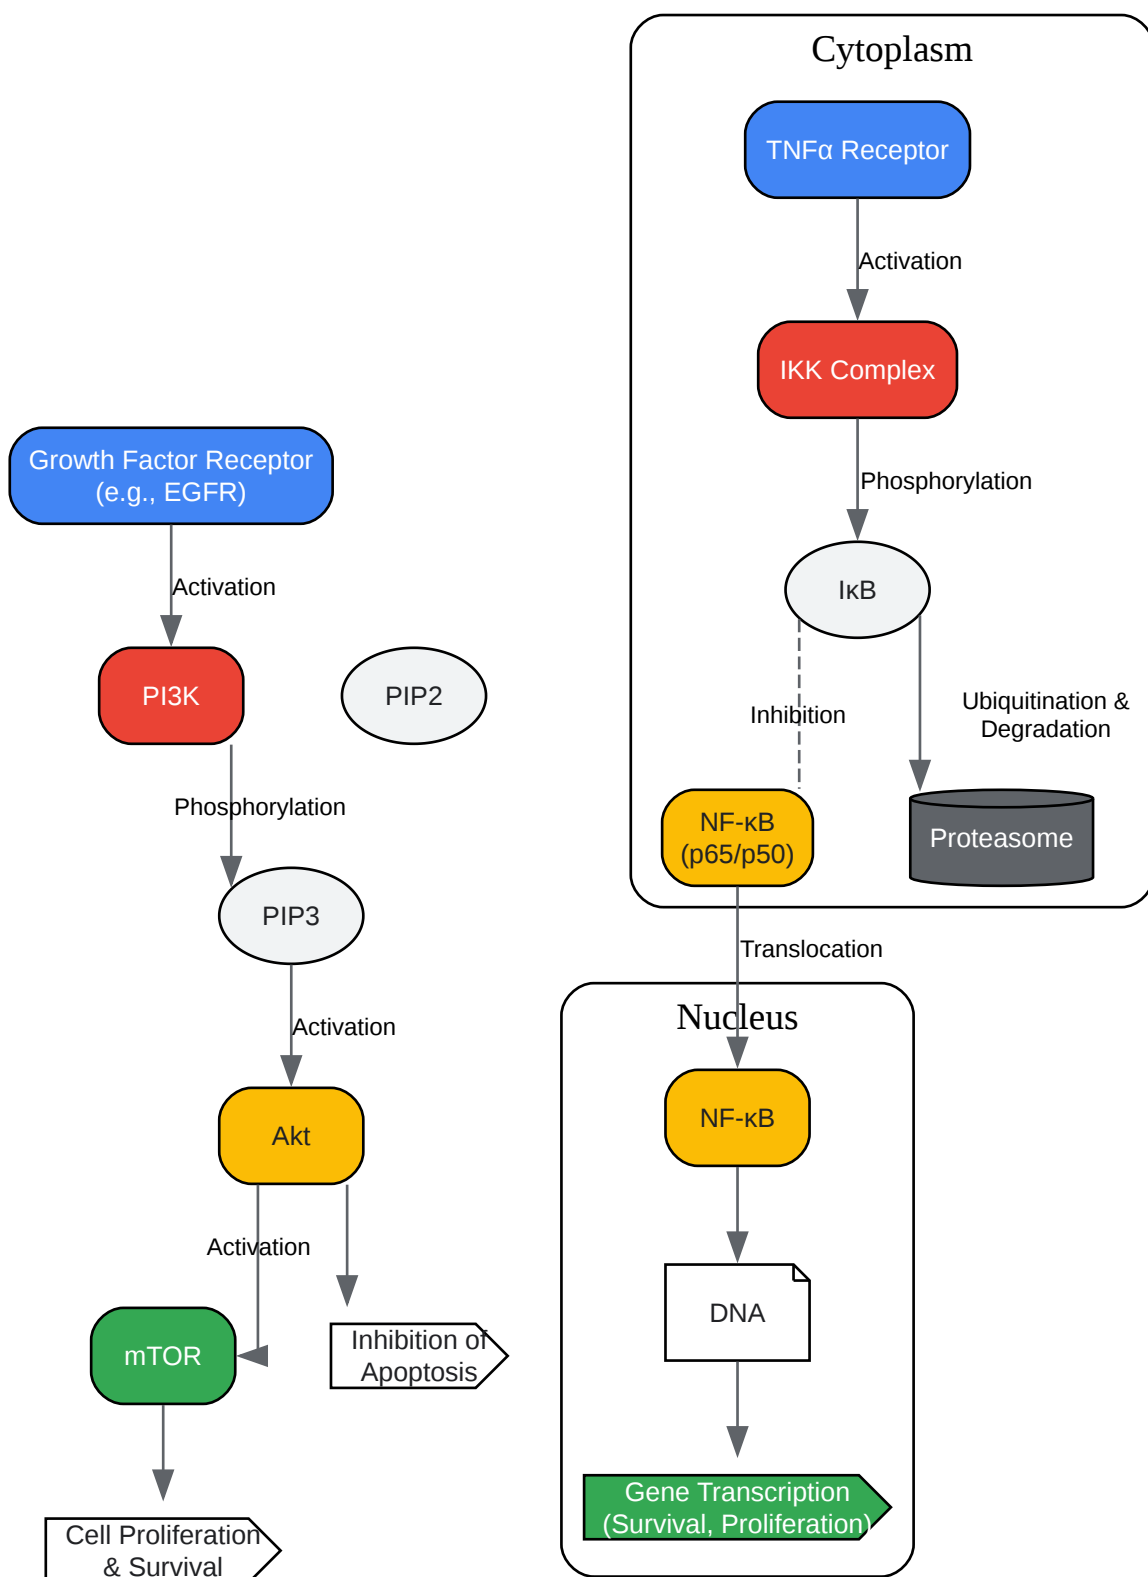 Cytoplasm
TNFα Receptor
Activation
IKK Complex
Phosphorylation
IκB
Inhibition
Ubiquitination &
Degradation
NF-κB
(p65/p50)
Proteasome
Translocation
Nucleus
NF-κB
DNA
Gene Transcription
(Survival, Proliferation)
Growth Factor Receptor
(e.g., EGFR)
Activation
PI3K
PIP2
Phosphorylation
PIP3
Activation
Akt
Activation
mTOR
Inhibition of
Apoptosis
Cell Proliferation
& Survival